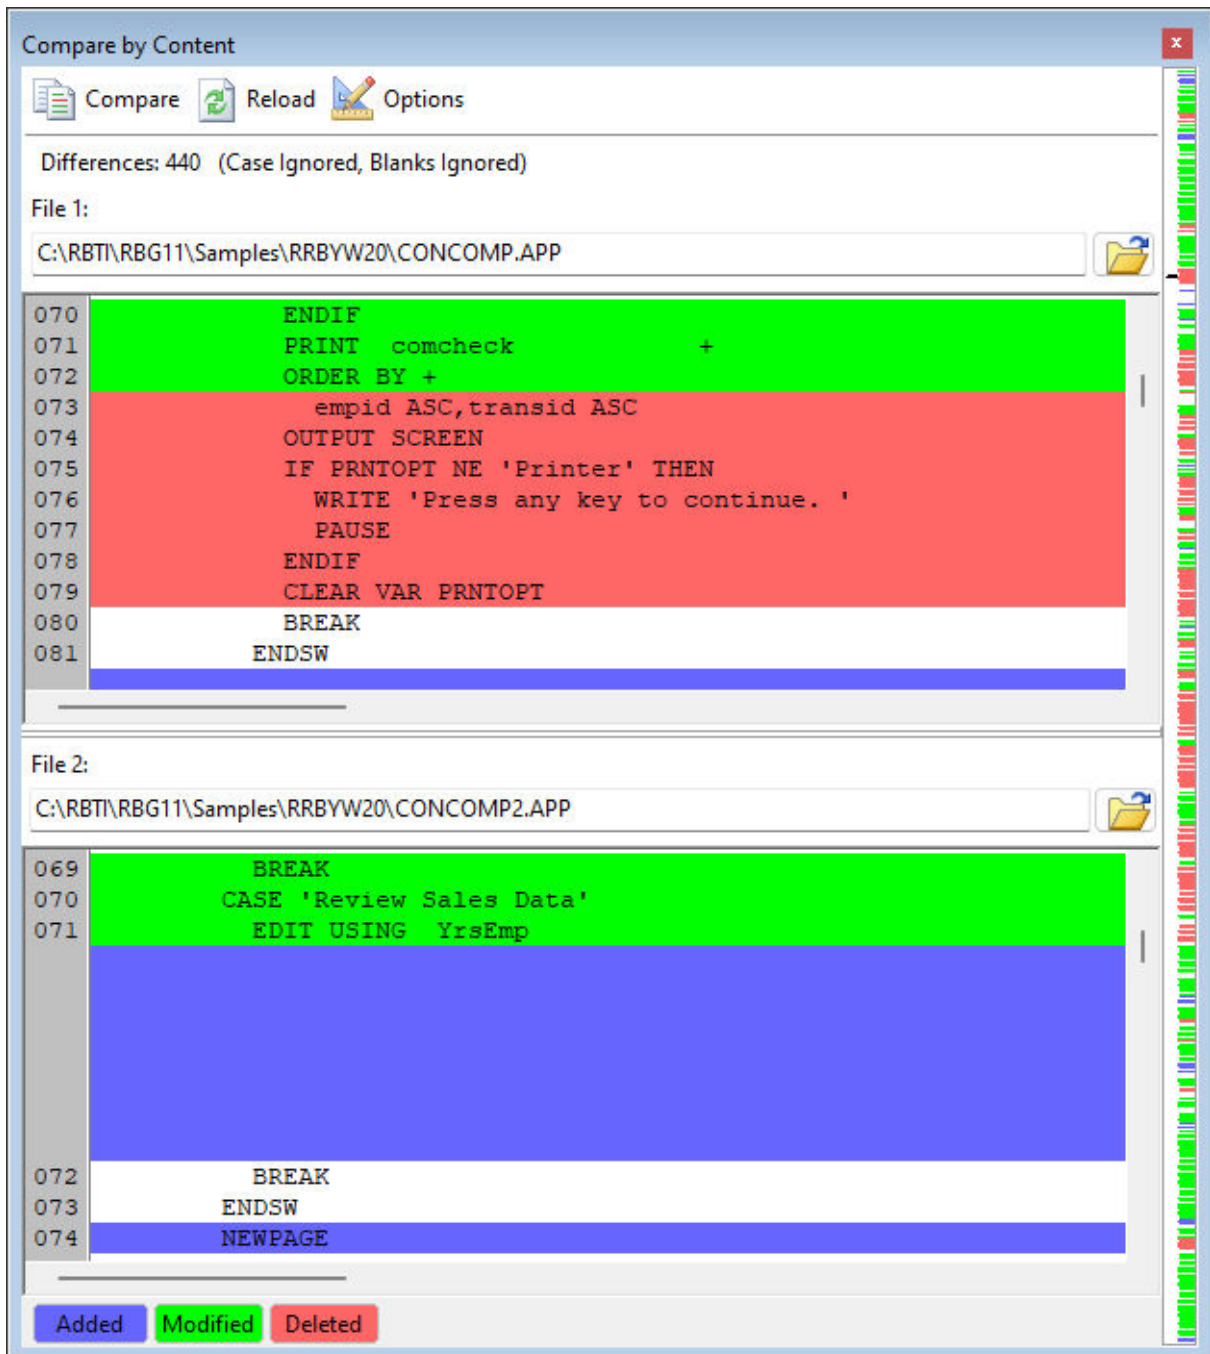 Compare by Content
x
Compare Reload Options
Differences: 440 (Case Ignored, Blanks Ignored)
File 1:
C:\RBTI\RBG11\Samples\RRBYW20\CONCOMP.APP
070 ENDIF
071 PRINT comcheck +
072 ORDER BY +
073 empid ASC,transid ASC
074 OUTPUT SCREEN
075 IF PRNTOPT NE 'Printer' THEN
076 WRITE 'Press any key to continue. '
077 PAUSE
078 ENDIF
079 CLEAR VAR PRNTOPT
080 BREAK
081 ENDSW
File 2:
C:\RBTI\RBG11\Samples\RRBYW20\CONCOMP2.APP
069 BREAK
070 CASE 'Review Sales Data'
071 EDIT USING YrsEmp
072 BREAK
073 ENDSW
074 NEWPAGE
Added Modified Deleted